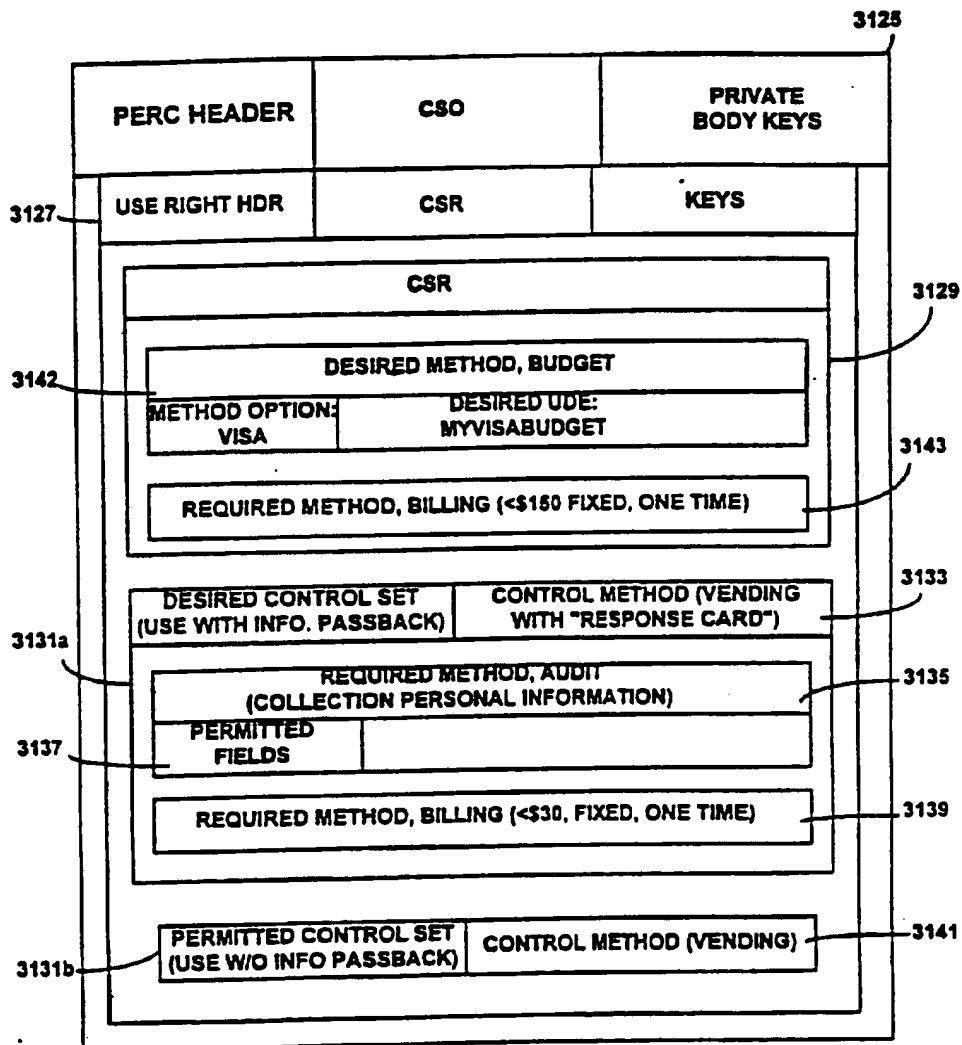 3125
PERC HEADER
CSO
PRIVATE
BODY KEYS
3127
USE RIGHT HDR
CSR
KEYS
CSR
3129
3142
DESIRED METHOD, BUDGET
METHOD OPTION:
VISA
DESIRED UDE:
MYVISABUDGET
3143
REQUIRED METHOD, BILLING (<$150 FIXED, ONE TIME)
3133
DESIRED CONTROL SET
(USE WITH INFO. PASSBACK)
CONTROL METHOD (VENDING
WITH "RESPONSE CARD")
3131a
REQUIRED METHOD, AUDIT
(COLLECTION PERSONAL INFORMATION)
3135
3137
PERMITTED
FIELDS
REQUIRED METHOD, BILLING (<$30, FIXED, ONE TIME)
3139
PERMITTED CONTROL SET
(USE W/O INFO PASSBACK)
CONTROL METHOD (VENDING)
3141
3131b